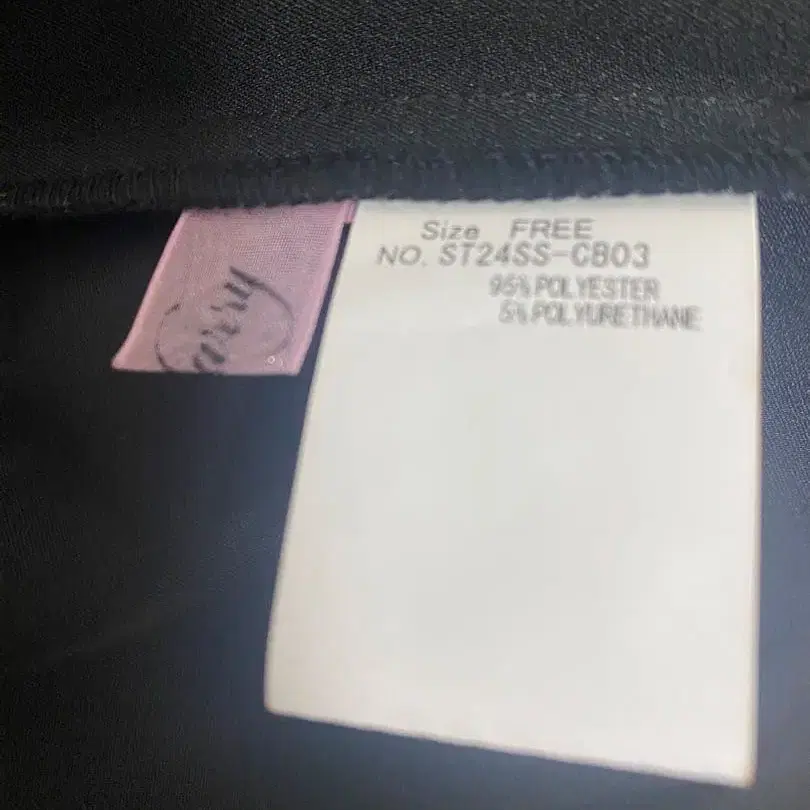 Size FREE
NO. ST24SS-CB03
95% POLYESTER
5% POLYURETHANE